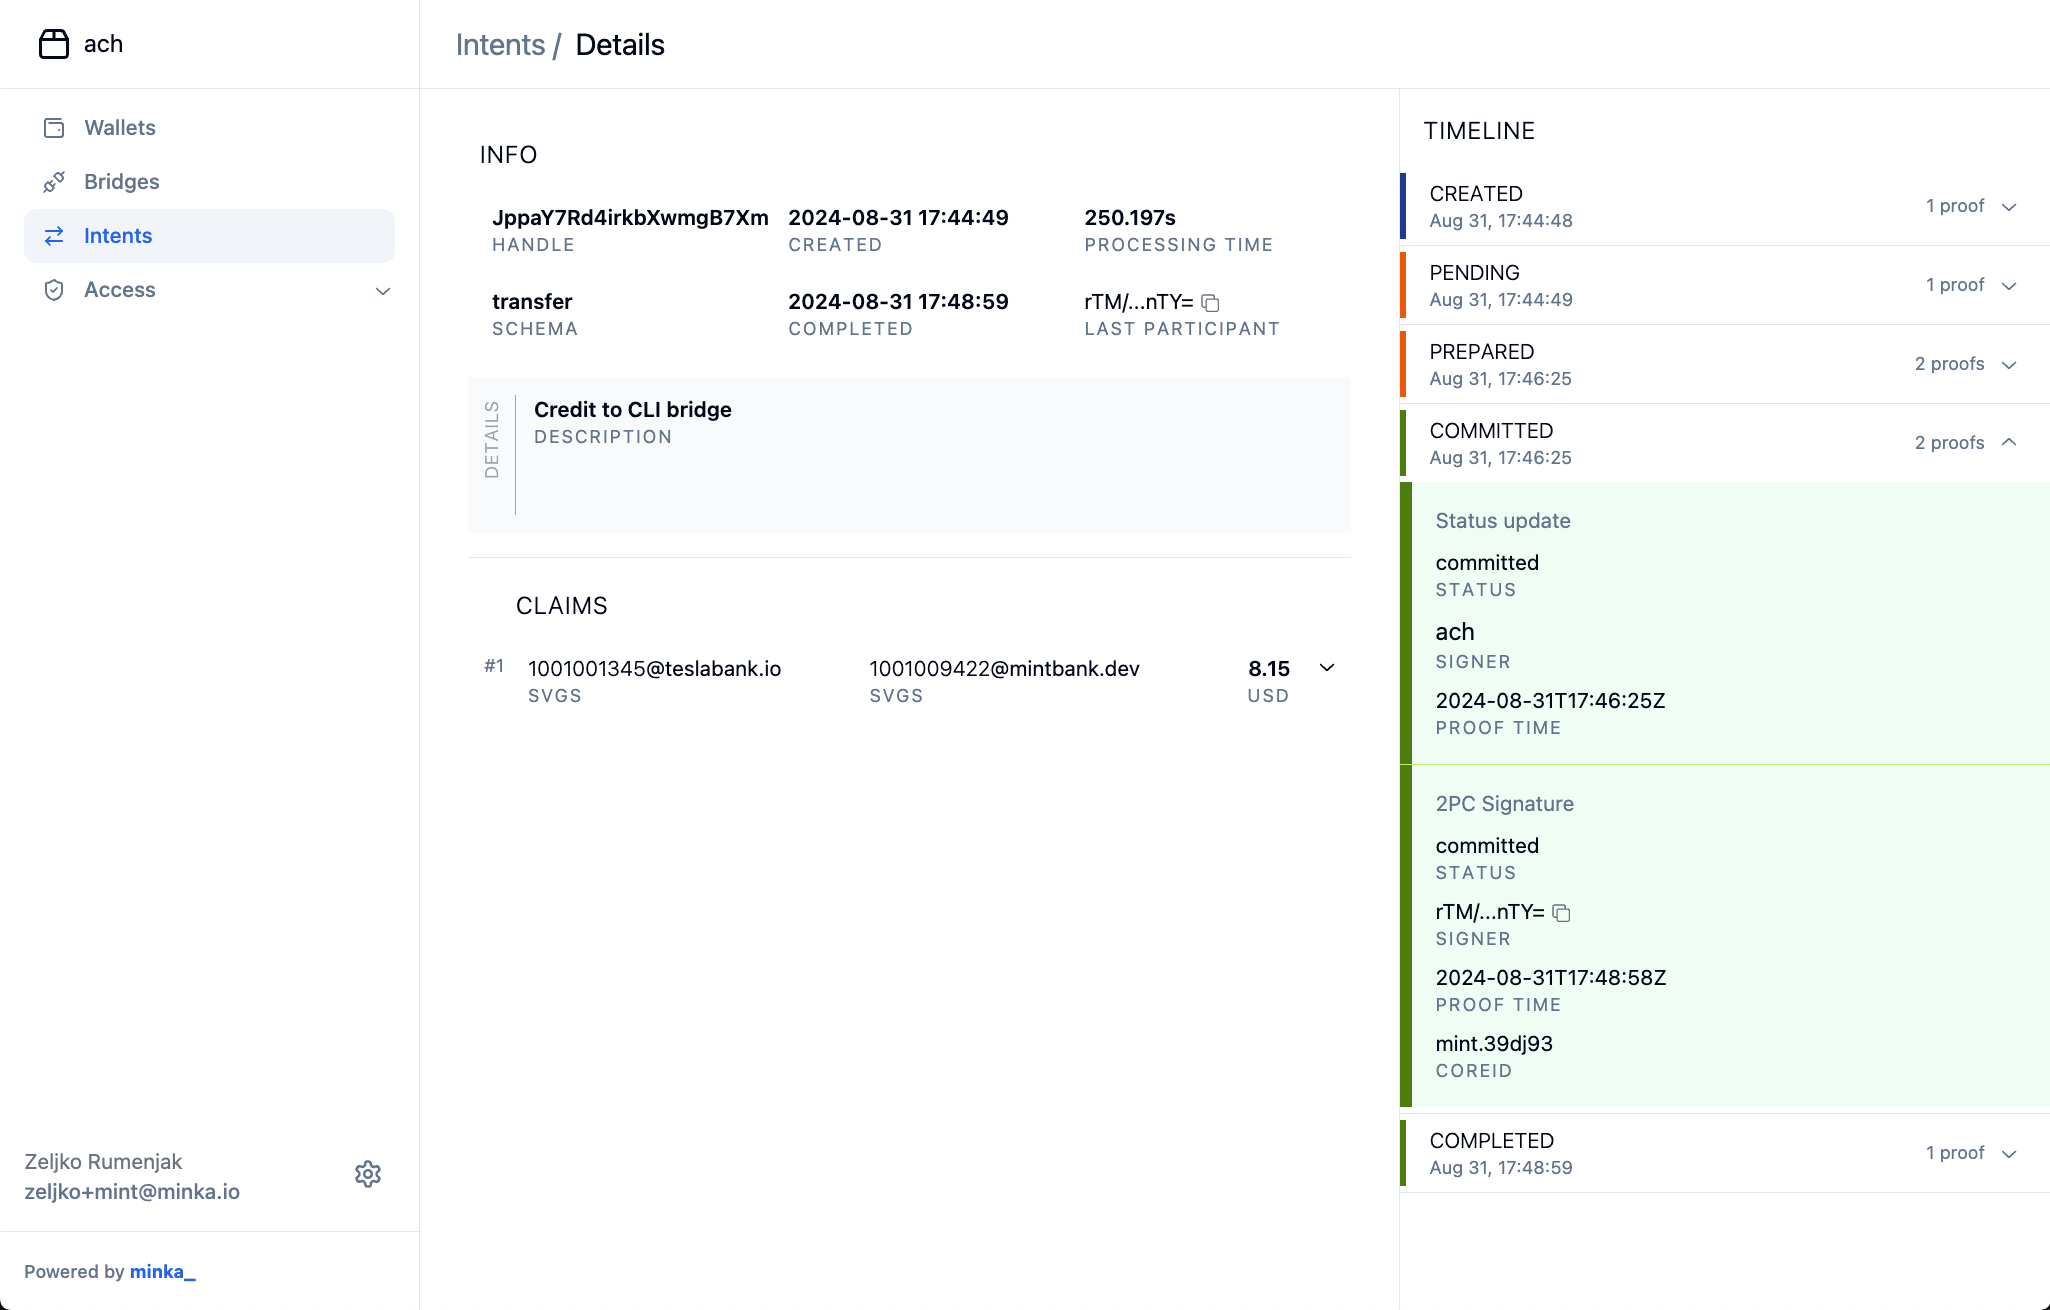 ach
Intents / Details
Wallets
Bridges
Intents
Access
Zeljko Rumenjak
zeljko+mint@minka.io
Powered by minka_
INFO
JppaY7Rd4irkbXwmgB7Xm 2024-08-31 17:44:49 250.197s
HANDLE CREATED PROCESSING TIME
transfer 2024-08-31 17:48:59 rTM/...nTY=
SCHEMA COMPLETED LAST PARTICIPANT
DETAILS
Credit to CLI bridge
DESCRIPTION
CLAIMS
#1 1001001345@teslabank.io 1001009422@mintbank.dev 8.15
SVGS SVGS USD
TIMELINE
CREATED
Aug 31, 17:44:48
1 proof
PENDING
Aug 31, 17:44:49
1 proof
PREPARED
Aug 31, 17:46:25
2 proofs
COMMITTED
Aug 31, 17:46:25
2 proofs
Status update
committed
STATUS
ach
SIGNER
2024-08-31T17:46:25Z
PROOF TIME
2PC Signature
committed
STATUS
rTM/...nTY=
SIGNER
2024-08-31T17:48:58Z
PROOF TIME
mint.39dj93
COREID
COMPLETED
Aug 31, 17:48:59
1 proof